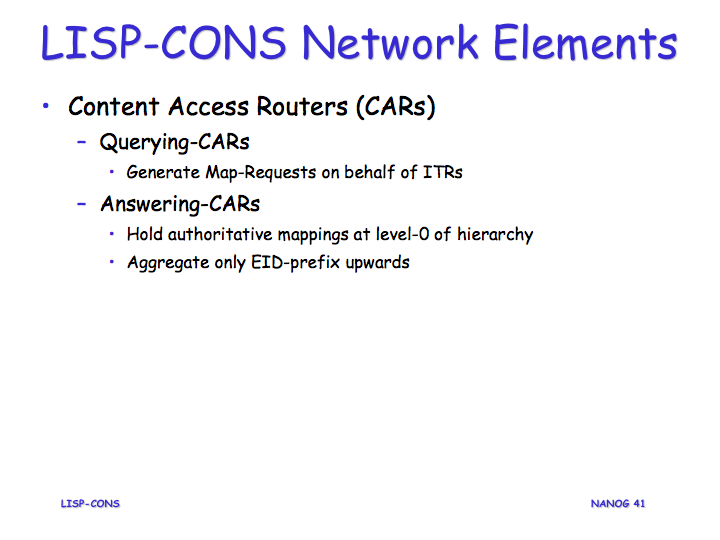 LISP-CONS Network Elements
• Content Access Routers (CARs)
– Querying-CARs
• Generate Map-Requests on behalf of ITRs
– Answering-CARs
• Hold authoritative mappings at level-0 of hierarchy
• Aggregate only EID-prefix upwards
LISP-CONS
NANOG 41